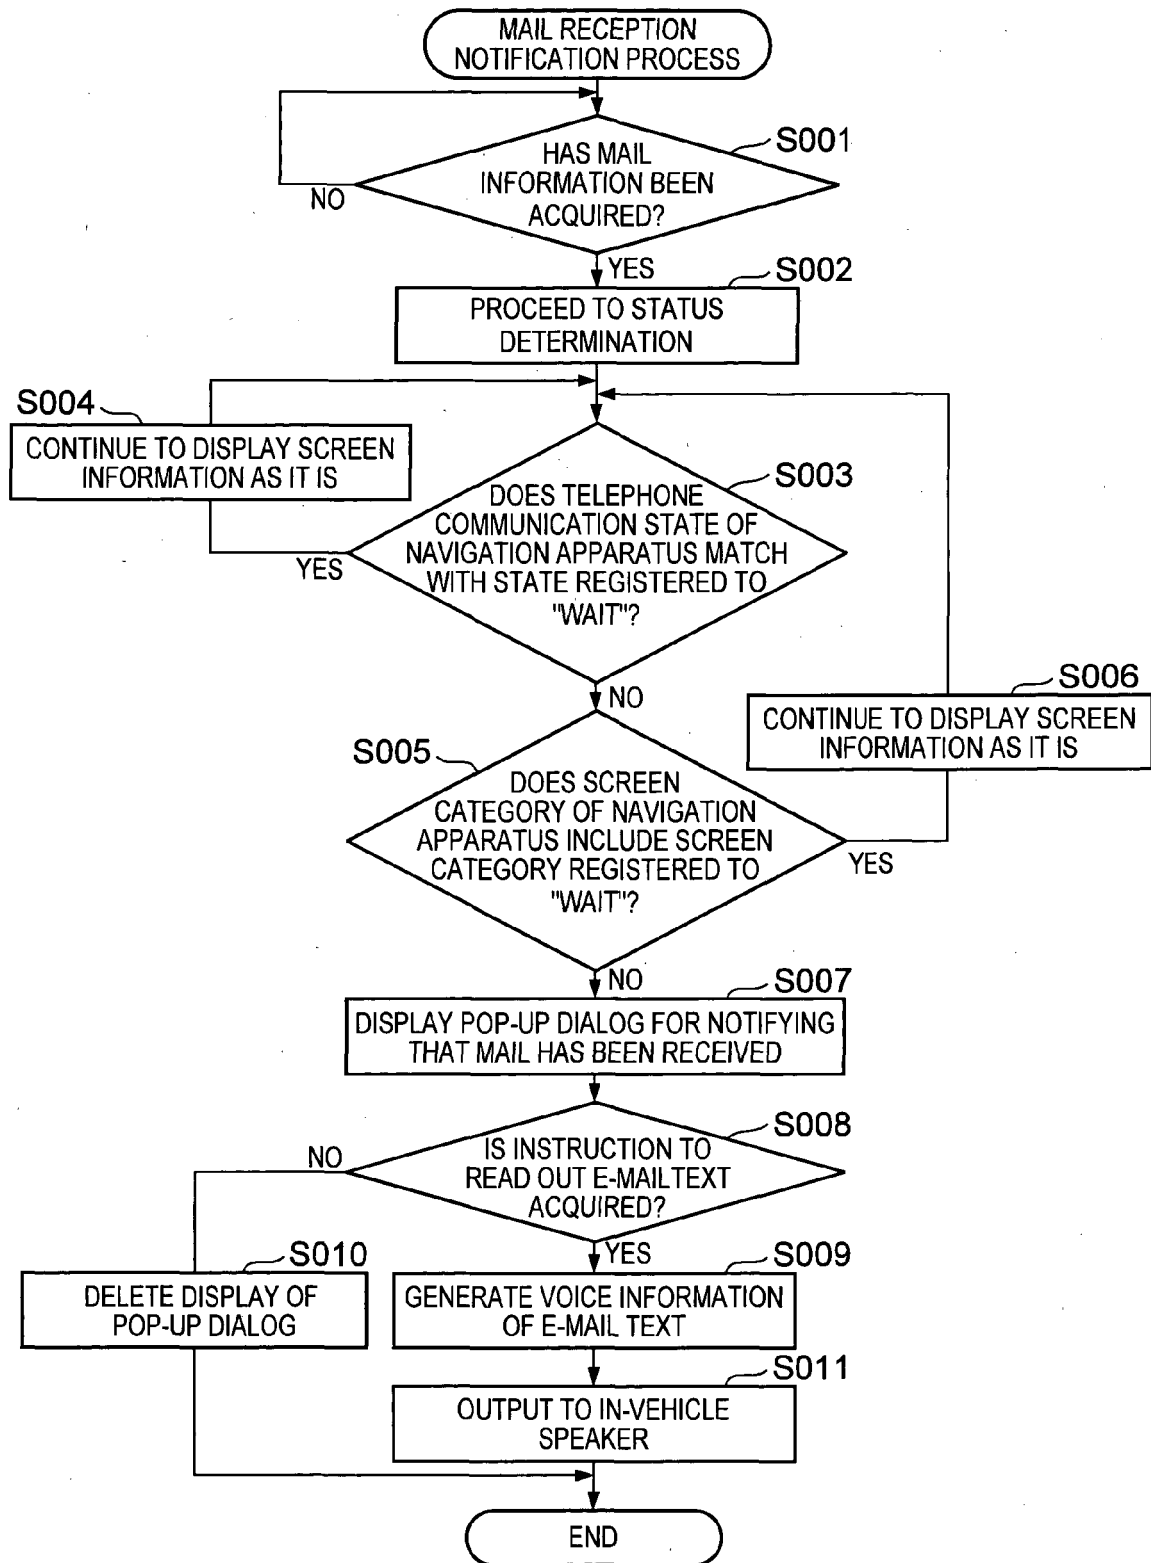 MAIL RECEPTION
NOTIFICATION PROCESS
S001
HAS MAIL
INFORMATION BEEN
ACQUIRED?
NO
YES
S002
PROCEED TO STATUS
DETERMINATION
S004
CONTINUE TO DISPLAY SCREEN
INFORMATION AS IT IS
S003
DOES TELEPHONE
COMMUNICATION STATE OF
NAVIGATION APPARATUS MATCH
WITH STATE REGISTERED TO
"WAIT"?
YES
NO
S006
CONTINUE TO DISPLAY SCREEN
INFORMATION AS IT IS
S005
DOES SCREEN
CATEGORY OF NAVIGATION
APPARATUS INCLUDE SCREEN
CATEGORY REGISTERED TO
"WAIT"?
YES
NO
S007
DISPLAY POP-UP DIALOG FOR NOTIFYING
THAT MAIL HAS BEEN RECEIVED
S008
IS INSTRUCTION TO
READ OUT E-MAIL TEXT
ACQUIRED?
NO
YES
S010
DELETE DISPLAY OF
POP-UP DIALOG
S009
GENERATE VOICE INFORMATION
OF E-MAIL TEXT
S011
OUTPUT TO IN-VEHICLE
SPEAKER
END